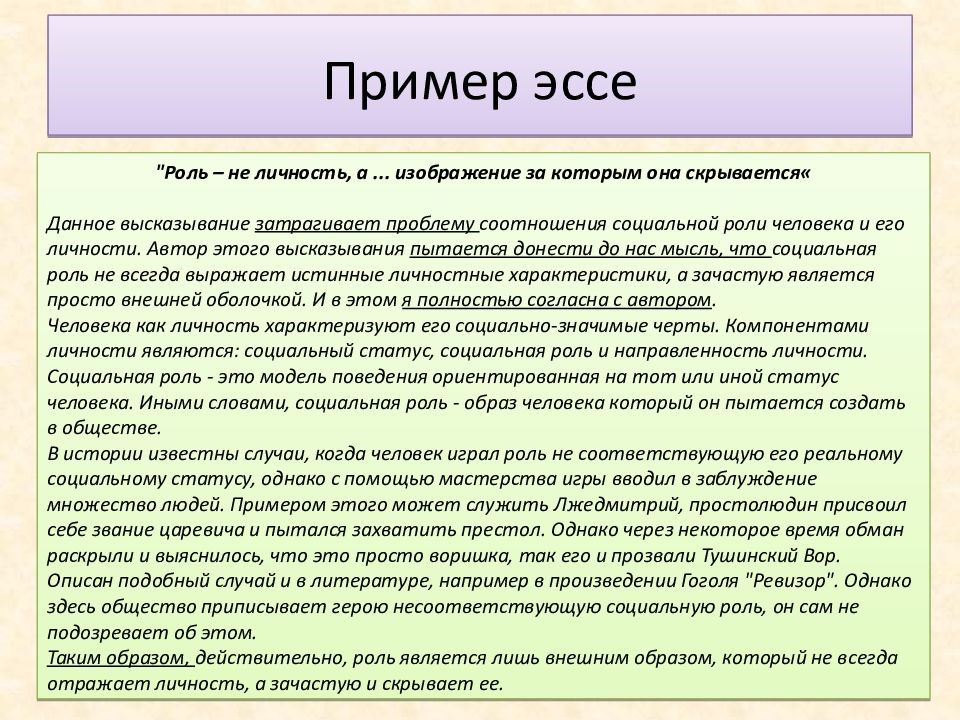 Пример эссе
"Роль – не личность, а ... изображение за которым она скрывается«
Данное высказывание затрагивает проблему соотношения социальной роли человека и его
личности. Автор этого высказывания пытается донести до нас мысль, что социальная
роль не всегда выражает истинные личностные характеристики, а зачастую является
просто внешней оболочкой. И в этом я полностью согласна с автором.
Человека как личность характеризуют его социально-значимые черты. Компонентами
личности являются: социальный статус, социальная роль и направленность личности.
Социальная роль - это модель поведения ориентированная на тот или иной статус
человека. Иными словами, социальная роль - образ человека который он пытается создать
в обществе.
В истории известны случаи, когда человек играл роль не соответствующую его реальному
социальному статусу, однако с помощью мастерства игры вводил в заблуждение
множество людей. Примером этого может служить Лжедмитрий, простолюдин присвоил
себе звание царевича и пытался захватить престол. Однако через некоторое время обман
раскрыли и выяснилось, что это просто воришка, так его и прозвали Тушинский Вор.
Описан подобный случай и в литературе, например в произведении Гоголя "Ревизор". Однако
здесь общество приписывает герою несоответствующую социальную роль, он сам не
подозревает об этом.
Таким образом, действительно, роль является лишь внешним образом, который не всегда
отражает личность, а зачастую и скрывает ее.